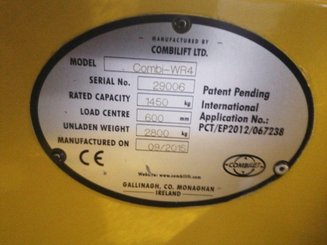 MANUFACTURED BY
COMBILIFT LTD.
MODEL Combi-WR4
SERIAL No. 29006
RATED CAPACITY 1450 kg
LOAD CENTRE 600 mm
UNLADEN WEIGHT 2800 kg
MANUFACTURED ON 09/2015
Patent Pending
International
Application No.:
PCT/EP2012/067238
CE
COMBILIFT
Website: www.combilift.com
GALLINAGH, CO. MONAGHAN
IRELAND